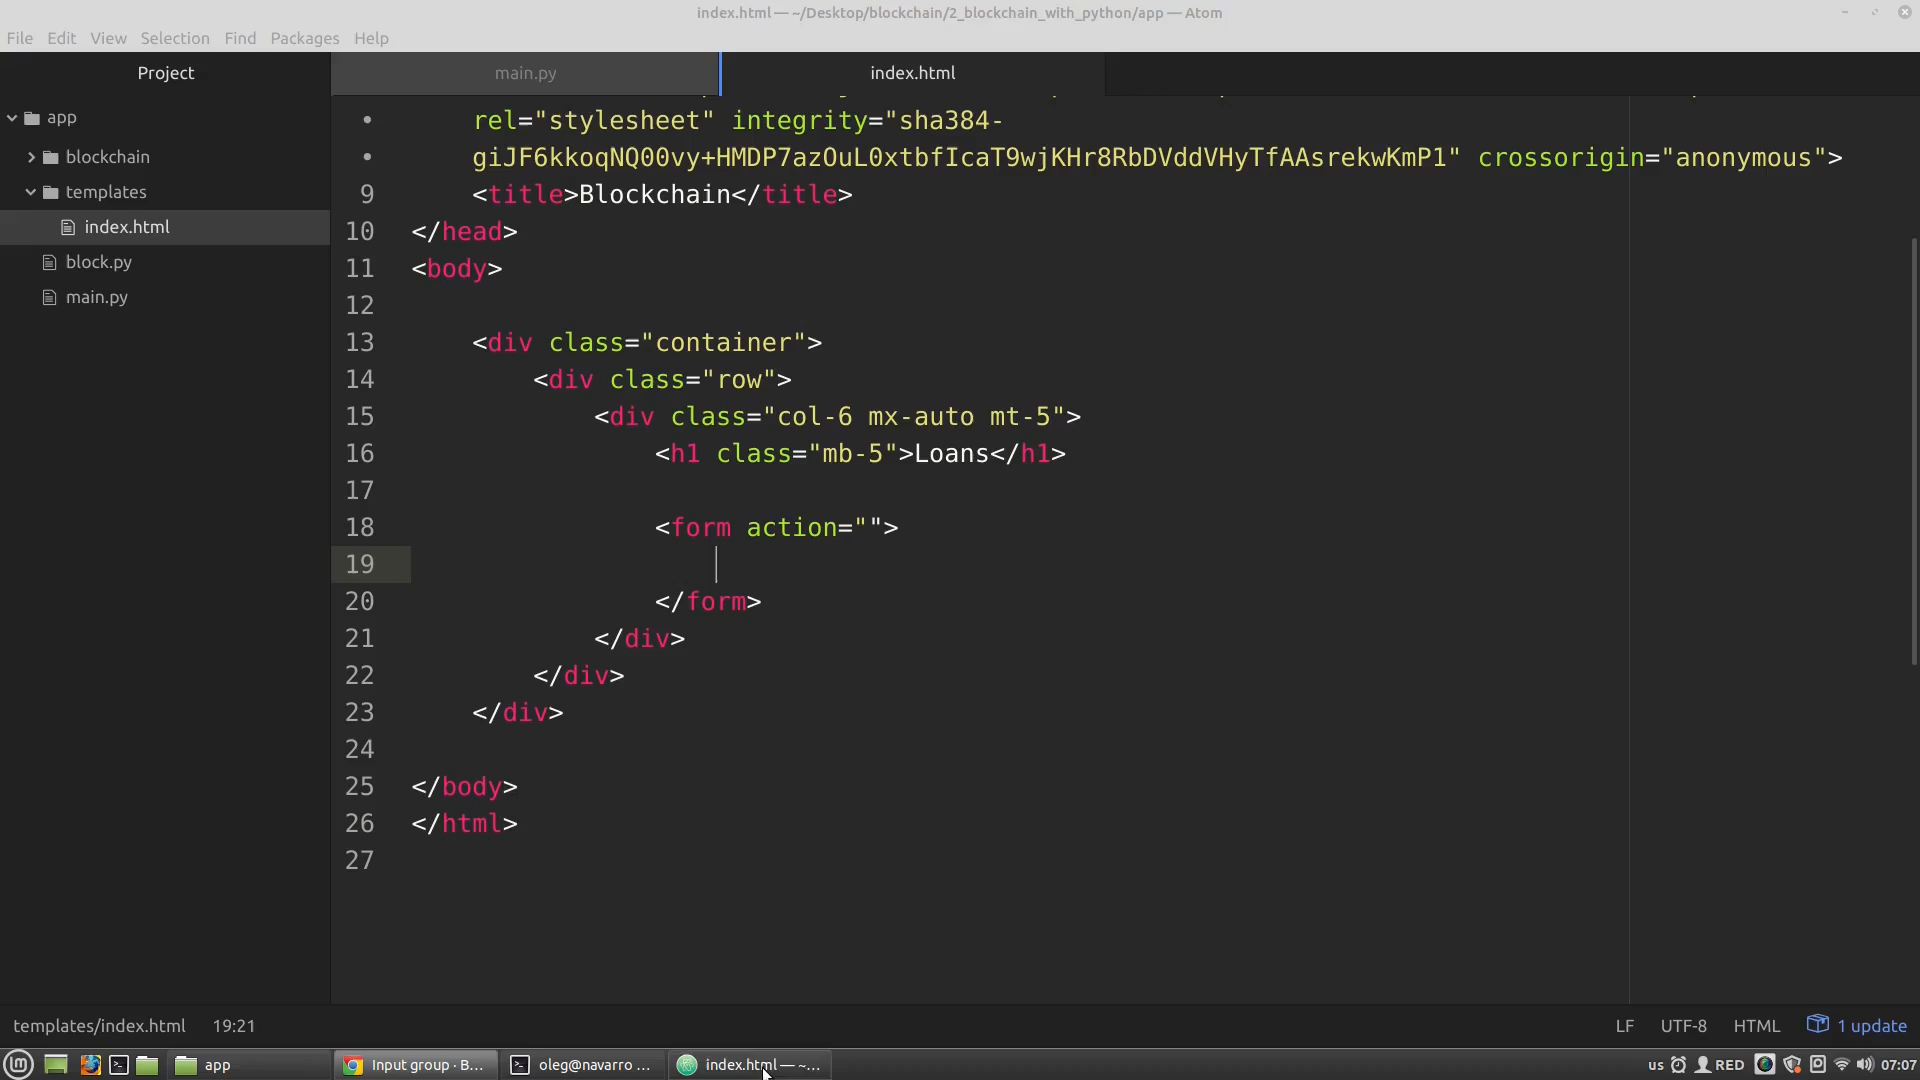 index.html — ~/Desktop/blockchain/2_blockchain_with_python/app — Atom
File Edit View Selection Find Packages Help
Project
main.py
index.html
app
blockchain
templates
index.html
block.py
main.py
• rel="stylesheet" integrity="sha384-
• giJF6kkoqNQ00vy+HMDP7azOuL0xtbfIcaT9wjKHr8RbDVddVHyTfAAsrekwKmP1" crossorigin="anonymous">
9 <title>Blockchain</title>
10 </head>
11 <body>
12
13 <div class="container">
14 <div class="row">
15 <div class="col-6 mx-auto mt-5">
16 <h1 class="mb-5">Loans</h1>
17
18 <form action="">
19
20 </form>
21 </div>
22 </div>
23 </div>
24
25 </body>
26 </html>
27
templates/index.html 19:21 LF UTF-8 HTML 1 update
app Input group · B... oleg@navarro ... index.html — ~... us RED 07:07